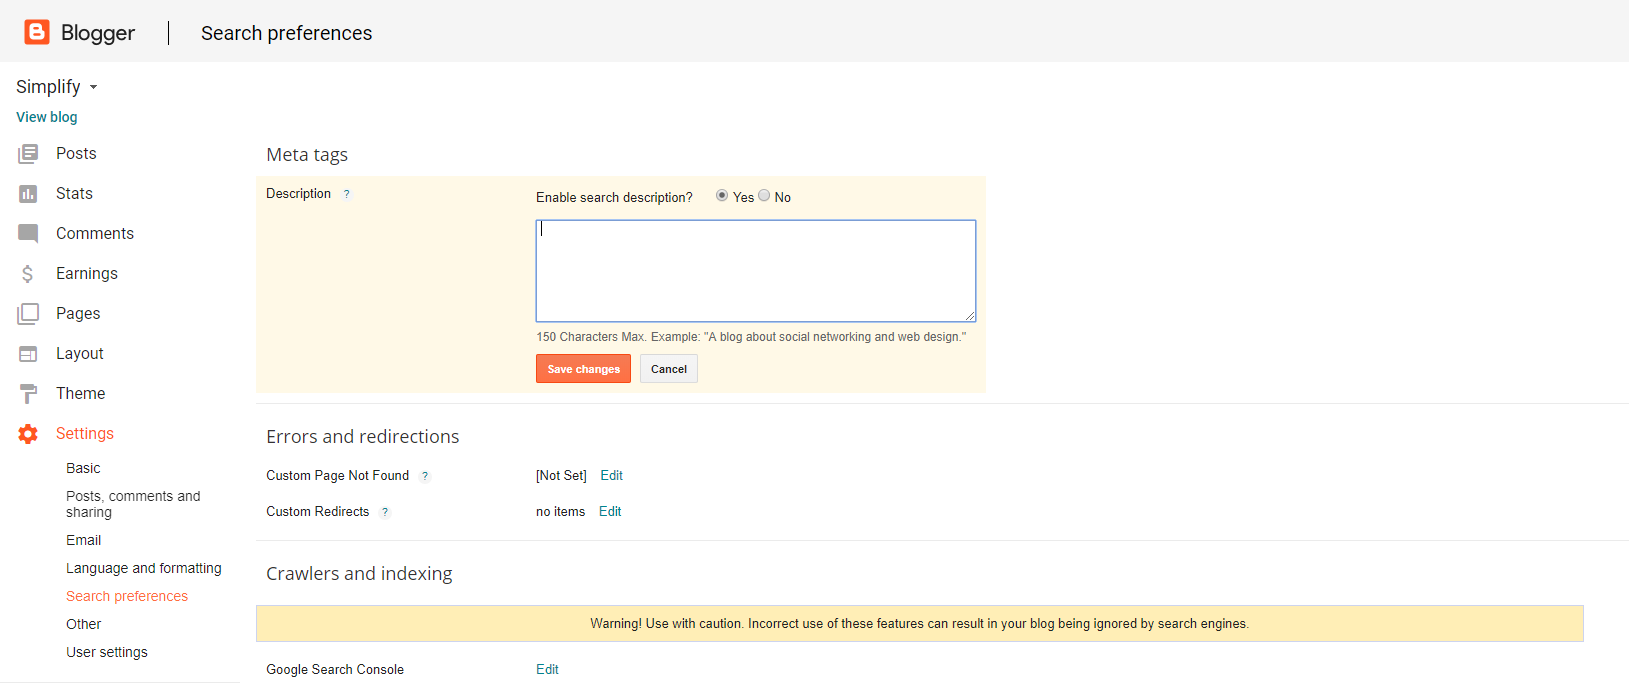 Blogger
Search preferences
Simplify
View blog
Posts
Stats
Comments
Earnings
Pages
Layout
Theme
Settings
Basic
Posts, comments and
sharing
Email
Language and formatting
Search preferences
Other
User settings
Meta tags
Description ?
Enable search description? Yes No
150 Characters Max. Example: "A blog about social networking and web design."
Save changes Cancel
Errors and redirections
Custom Page Not Found ? [Not Set] Edit
Custom Redirects ? no items Edit
Crawlers and indexing
Warning! Use with caution. Incorrect use of these features can result in your blog being ignored by search engines.
Google Search Console Edit